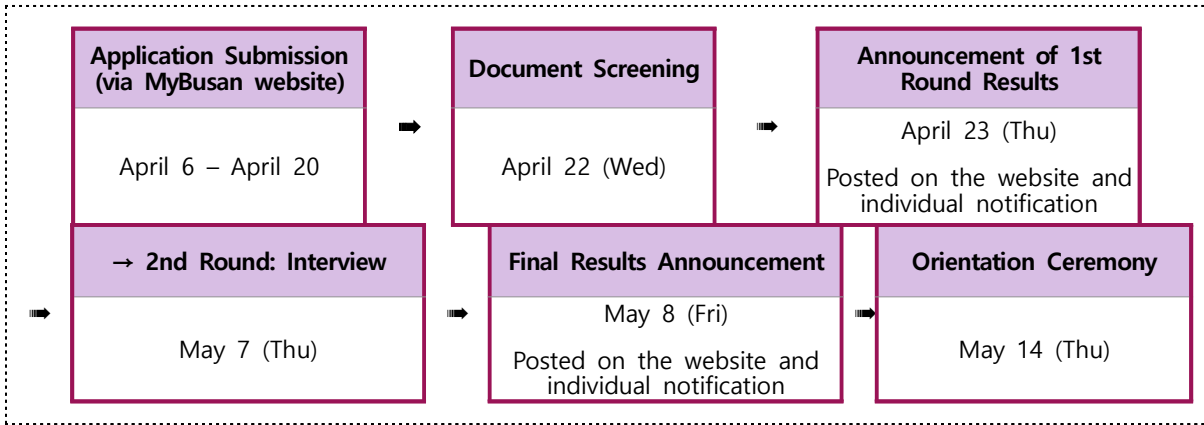 Application Submission
(via MyBusan website)
April 6 – April 20
➠
Document Screening
April 22 (Wed)
➠
Announcement of 1st
Round Results
April 23 (Thu)
Posted on the website and
individual notification
➠
→ 2nd Round: Interview
May 7 (Thu)
➠
Final Results Announcement
May 8 (Fri)
Posted on the website and
individual notification
➠
Orientation Ceremony
May 14 (Thu)